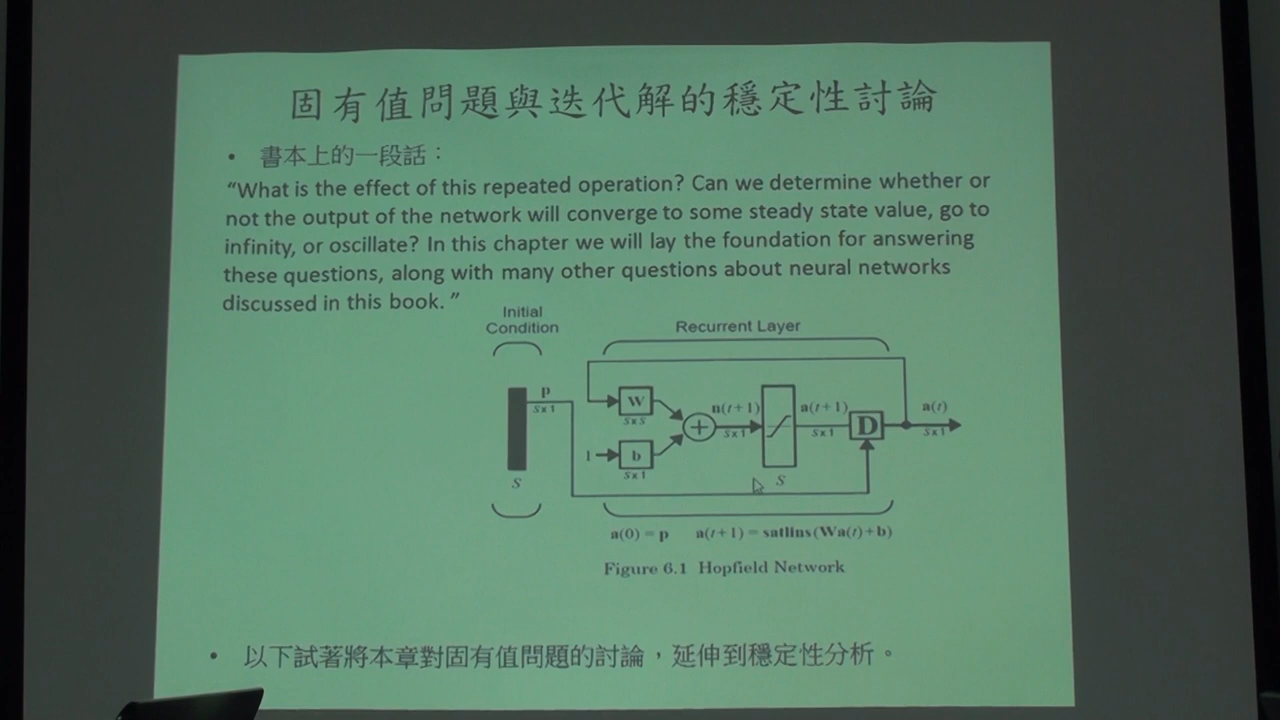 固有值問題與迭代解的穩定性討論
• 書本上的一段話：
“What is the effect of this repeated operation? Can we determine whether or
not the output of the network will converge to some steady state value, go to
infinity, or oscillate? In this chapter we will lay the foundation for answering
these questions, along with many other questions about neural networks
discussed in this book. ”
Initial
Condition
Recurrent Layer
p
S x 1
W
S x S
n(t+1)
S x 1
a(t+1)
S x 1
D
a(t)
S x 1
1
b
S x 1
S
S
a(0) = p a(t+1) = satlins(Wa(t)+b)
Figure 6.1 Hopfield Network
• 以下試著將本章對固有值問題的討論，延伸到穩定性分析。